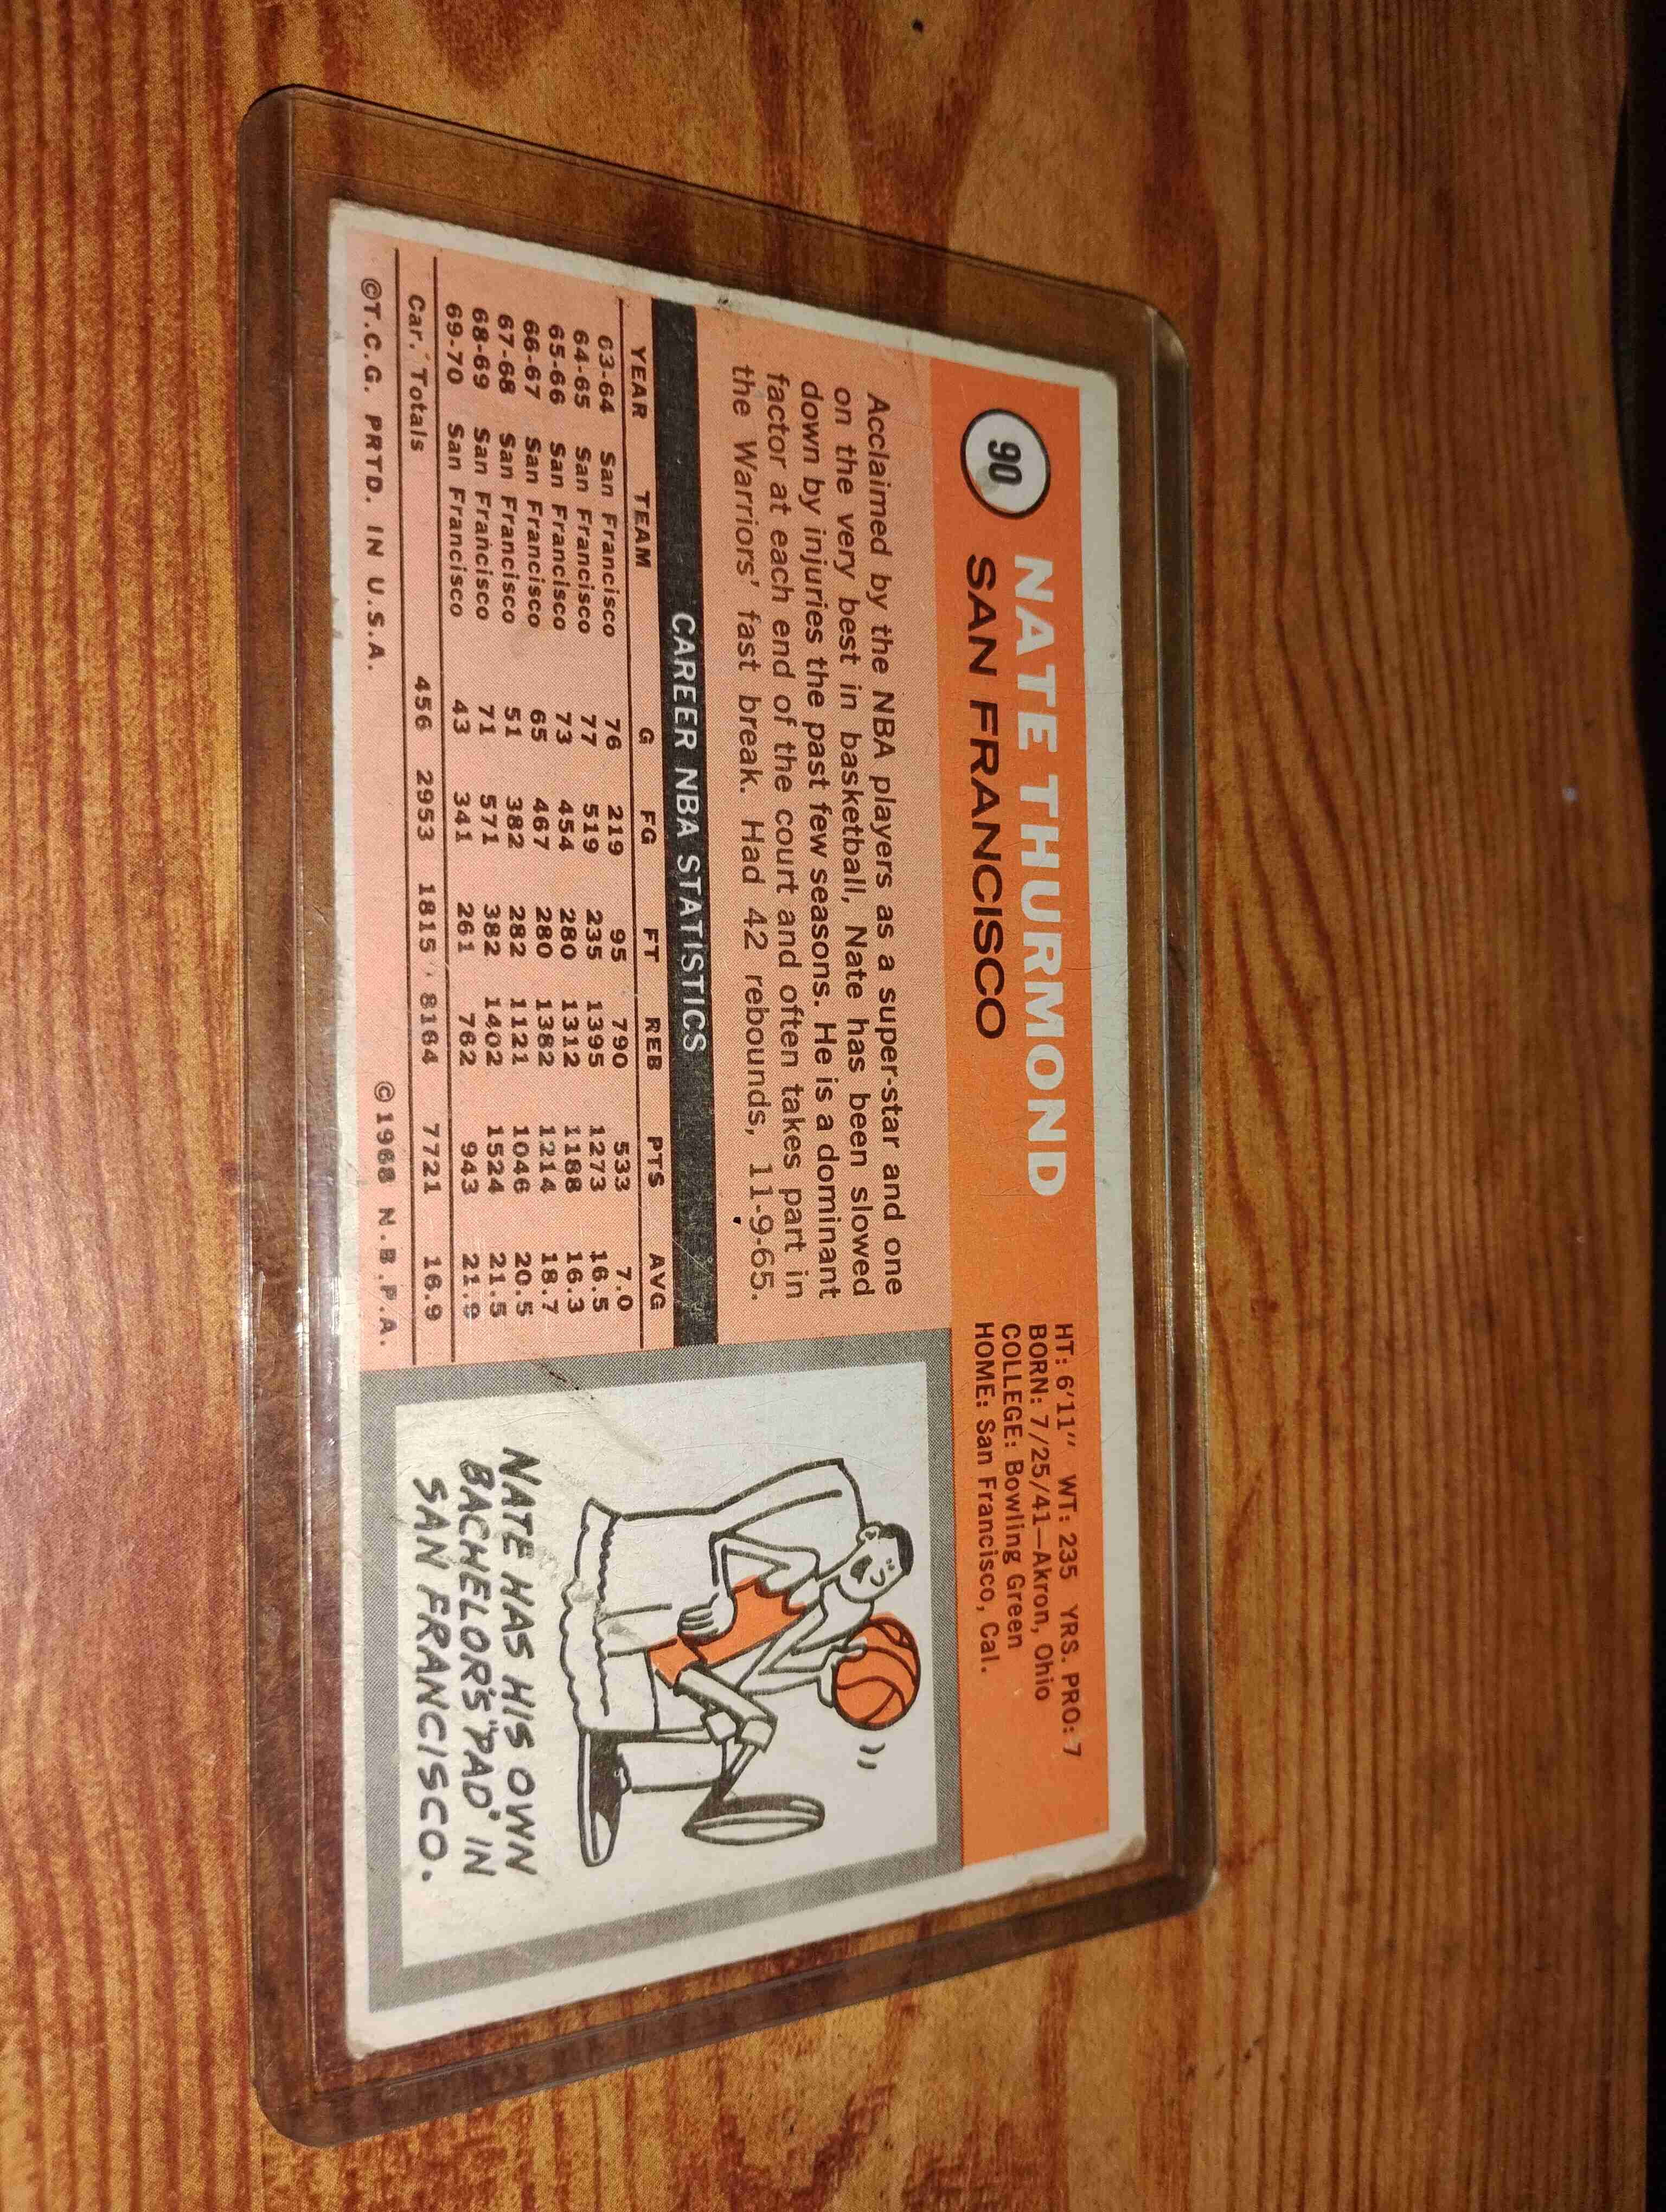 90
NATE THURMOND
SAN FRANCISCO
HT: 6'11" WT: 235 YRS. PRO: 7
BORN: 7/25/41—Akron, Ohio
COLLEGE: Bowling Green
HOME: San Francisco, Cal.
Acclaimed by the NBA players as a super-star and one
on the very best in basketball, Nate has been slowed
down by injuries the past few seasons. He is a dominant
factor at each end of the court and often takes part in
the Warriors' fast break. Had 42 rebounds, 11-9-65.
CAREER NBA STATISTICS
YEAR TEAM G FG FT REB PTS AVG
63-64 San Francisco 76 219 95 790 533 7.0
64-65 San Francisco 77 519 235 1395 1273 16.5
65-66 San Francisco 73 454 280 1312 1188 16.3
66-67 San Francisco 65 467 280 1382 1214 18.7
67-68 San Francisco 51 382 282 1121 1046 20.5
68-69 San Francisco 71 571 382 1402 1524 21.5
69-70 San Francisco 43 341 261 762 943 21.9
Car. Totals 456 2953 1815 8164 7721 16.9
©T.C.G. PRTD. IN U.S.A.
©1968 N.B.P.A.
NATE HAS HIS OWN
BACHELOR'S "PAD" IN
SAN FRANCISCO.